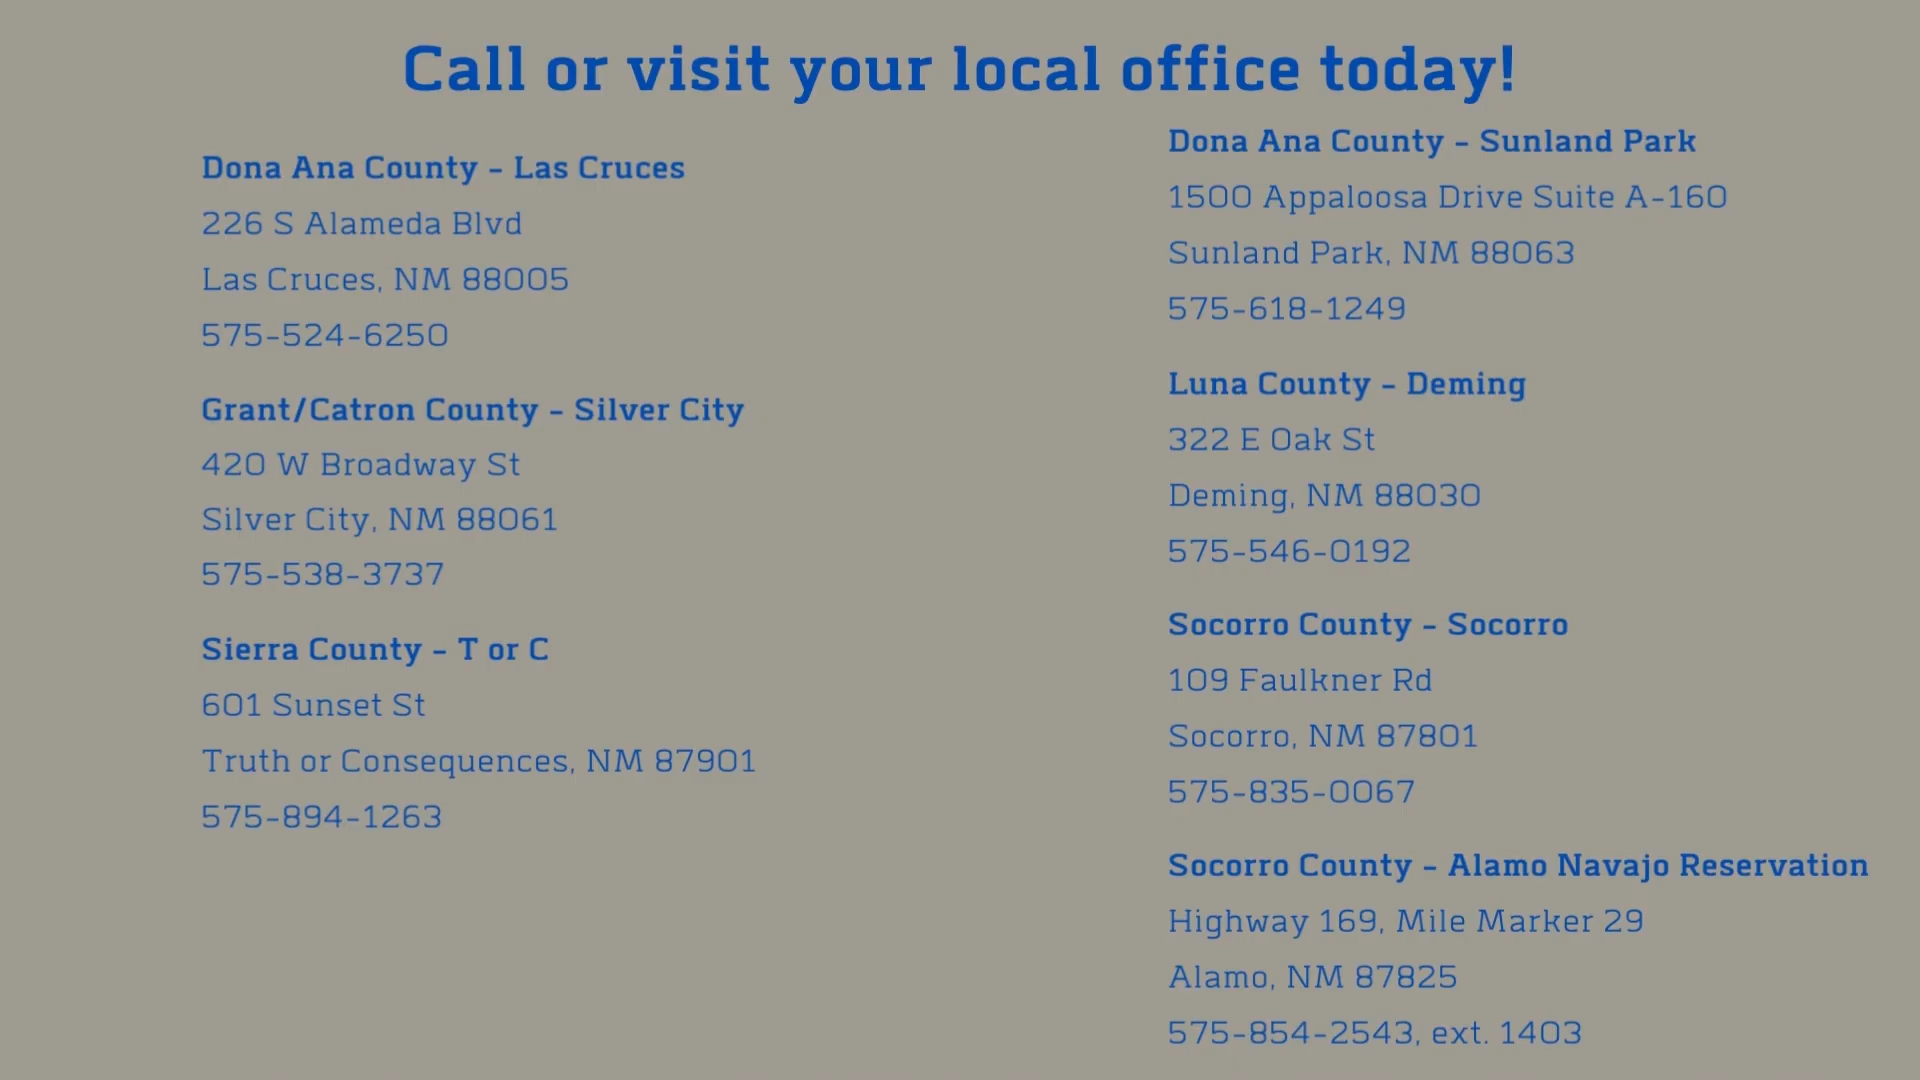 Call or visit your local office today!
Dona Ana County - Las Cruces
226 S Alameda Blvd
Las Cruces, NM 88005
575-524-6250
Grant/Catron County - Silver City
420 W Broadway St
Silver City, NM 88061
575-538-3737
Sierra County - T or C
601 Sunset St
Truth or Consequences, NM 87901
575-894-1263
Dona Ana County - Sunland Park
1500 Appaloosa Drive Suite A-160
Sunland Park, NM 88063
575-618-1249
Luna County - Deming
322 E Oak St
Deming, NM 88030
575-546-0192
Socorro County - Socorro
109 Faulkner Rd
Socorro, NM 87801
575-835-0067
Socorro County - Alamo Navajo Reservation
Highway 169, Mile Marker 29
Alamo, NM 87825
575-854-2543, ext. 1403